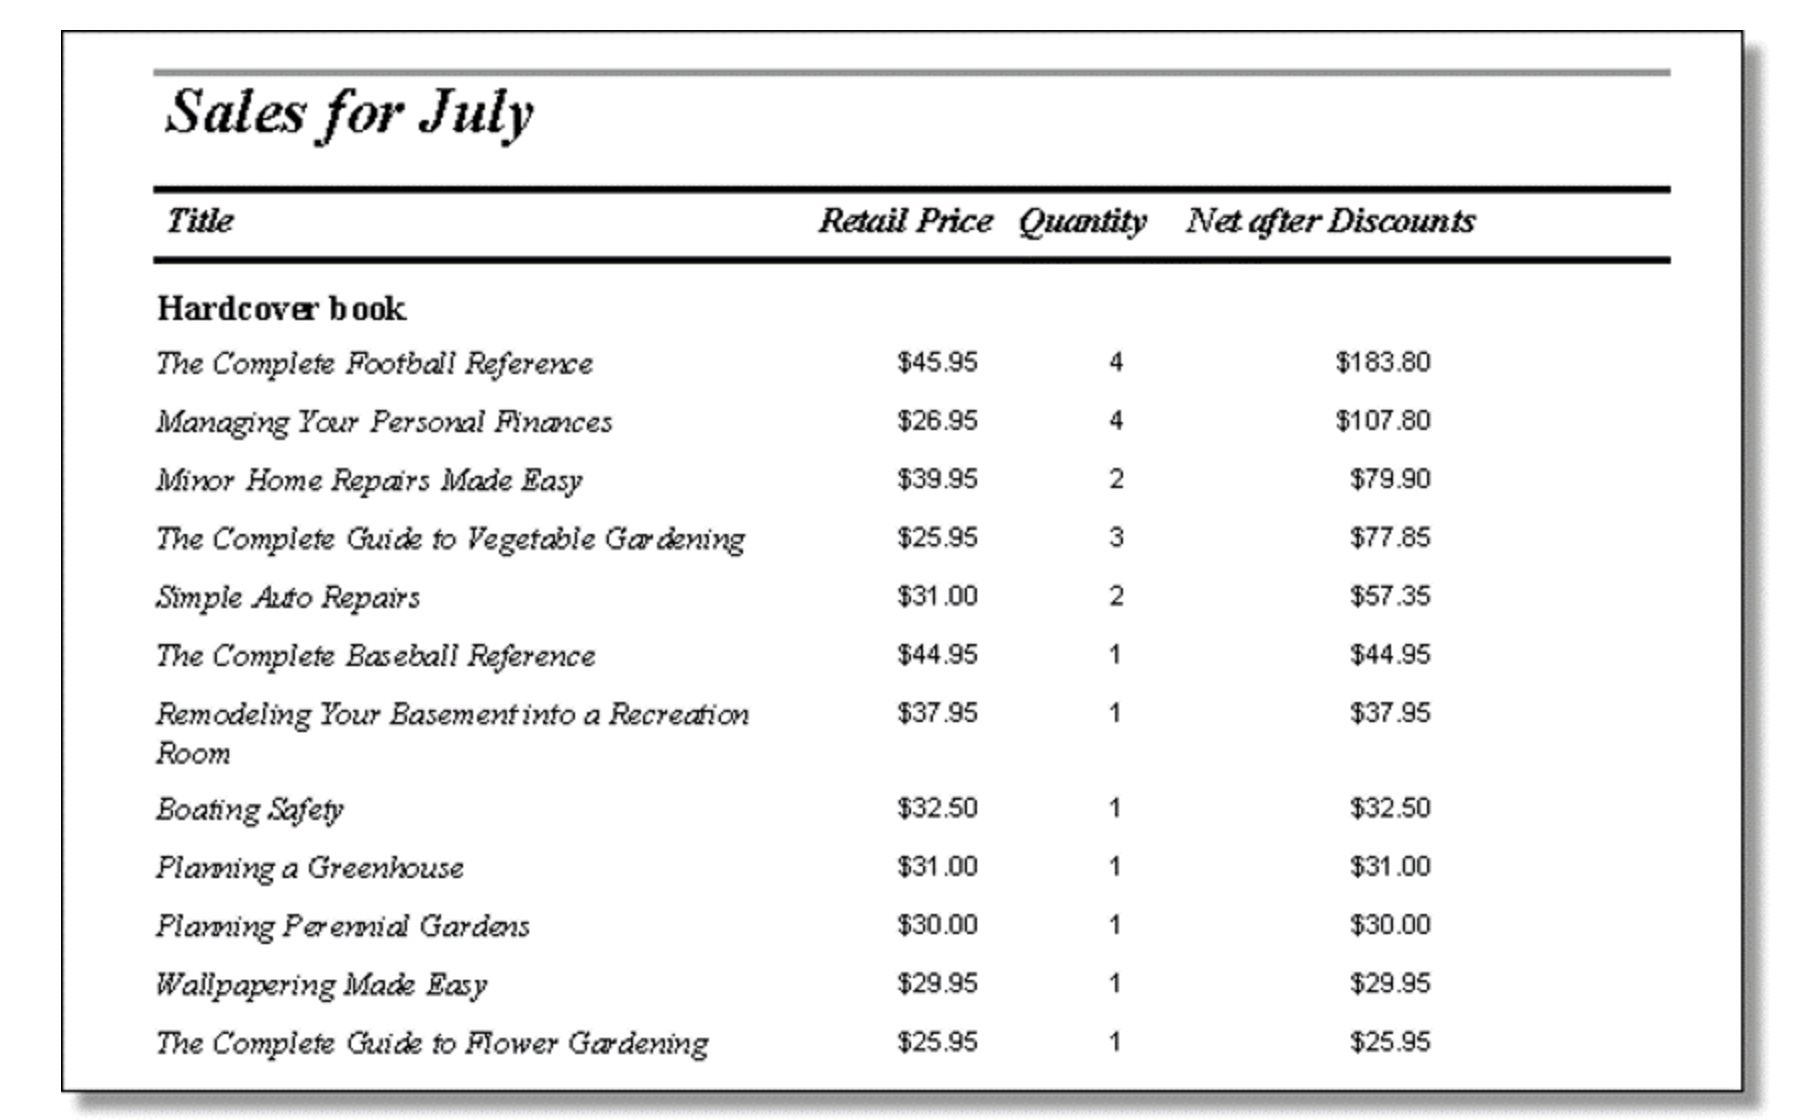 Sales for July
Title Retail Price Quantity Net after Discounts
Hardcover book
The Complete Football Reference $45.95 4 $183.80
Managing Your Personal Finances $26.95 4 $107.80
Minor Home Repairs Made Easy $39.95 2 $79.90
The Complete Guide to Vegetable Gardening $25.95 3 $77.85
Simple Auto Repairs $31.00 2 $57.35
The Complete Baseball Reference $44.95 1 $44.95
Remodeling Your Basement into a Recreation $37.95 1 $37.95
Room
Boating Safety $32.50 1 $32.50
Planning a Greenhouse $31.00 1 $31.00
Planning Perennial Gardens $30.00 1 $30.00
Wallpapering Made Easy $29.95 1 $29.95
The Complete Guide to Flower Gardening $25.95 1 $25.95